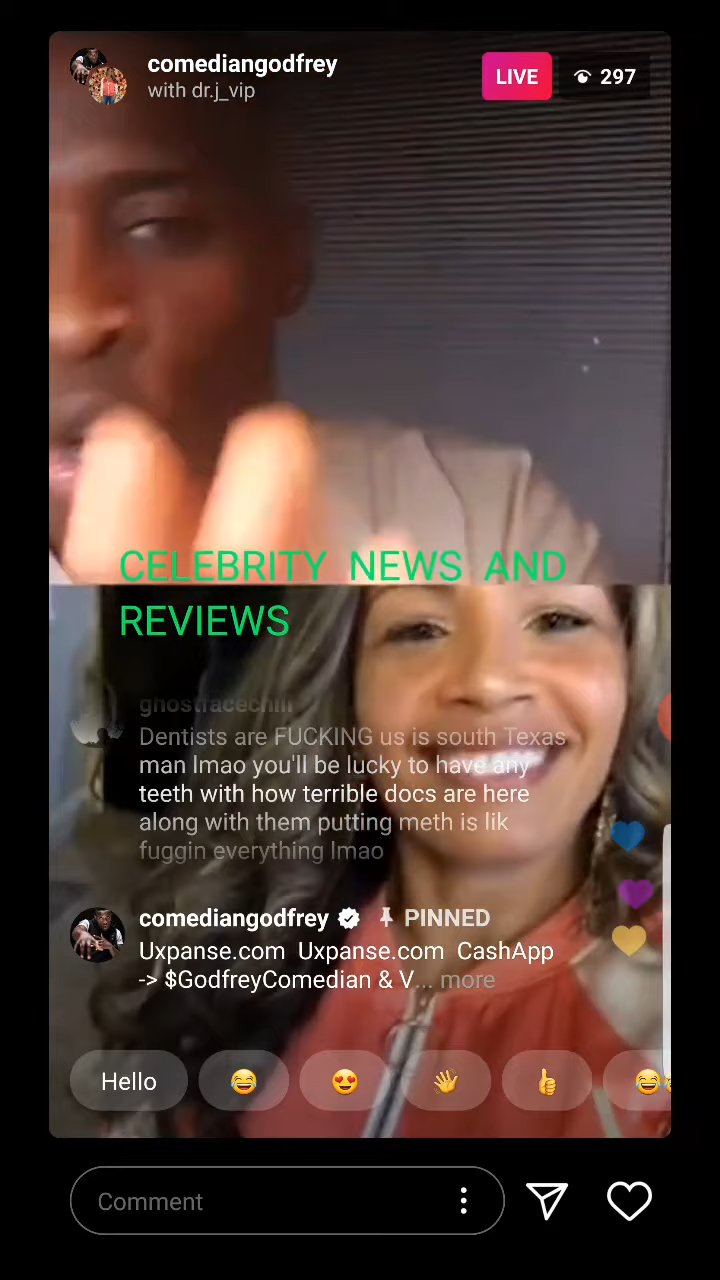 comediangodfrey
with dr.j_vip
LIVE
297
CELEBRITY NEWS AND
REVIEWS
ghostfacechill
Dentists are FUCKING us is south Texas
man lmao you'll be lucky to have any
teeth with how terrible docs are here
along with them putting meth is lik
fuggin everything lmao
comediangodfrey PINNED
Uxpanse.com Uxpanse.com CashApp
-> $GodfreyComedian & V... more
Hello
Comment